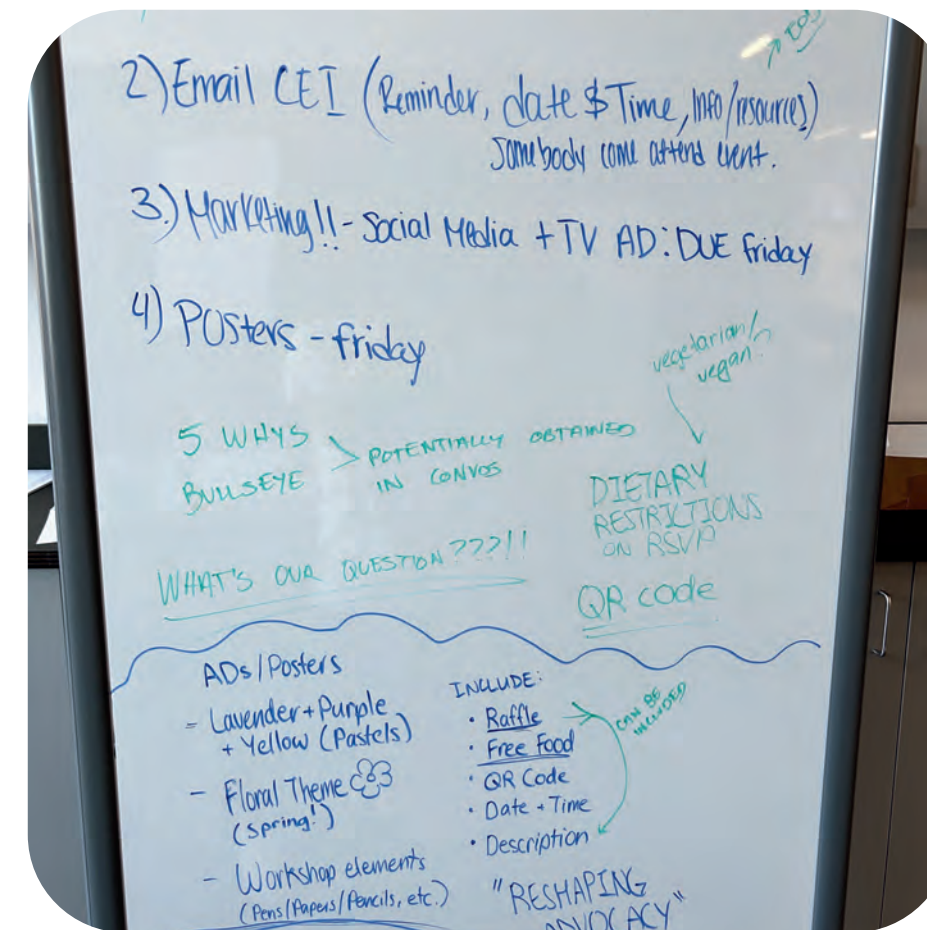 2) Email CEI (Reminder, date $ Time, Info/resources)
Somebody come attend event.
3.) Marketing!! - Social Media + TV AD: DUE friday
4) Posters - friday
vegetarian/
vegan
5 WHYS
BULLSEYE
> POTENTIALLY OBTAINED
IN CONVOS
DIETARY
RESTRICTIONS
ON RSVP
WHAT'S OUR QUESTION???!!
QR code
ADs/Posters
- Lavender + Purple
+ Yellow (Pastels)
- Floral Theme
(Spring!)
- Workshop elements
(Pens/Papers/Pencils, etc.)
INCLUDE:
• Raffle
• Free Food
• QR Code
• Date + Time
• Description
CAN BE
INCLUDED
"RESHAPING
ADVOCACY"